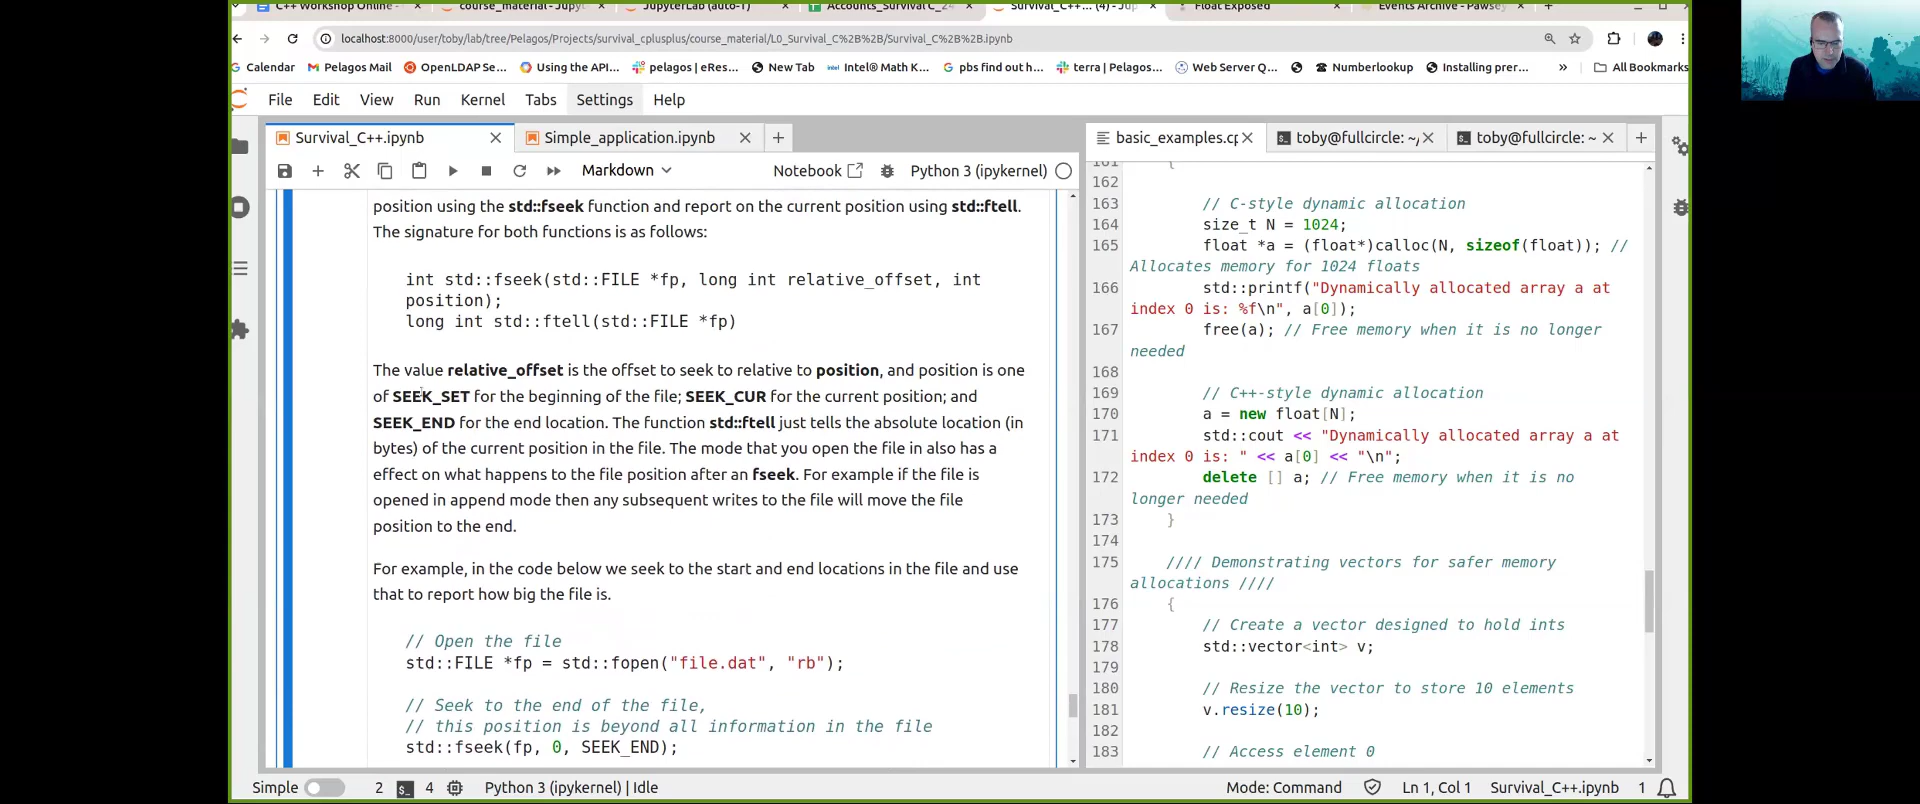 C++ Workshop Online -
course_material - Jupyt
JupyterLab (auto-1)
Accounts_Survival C_24
Survival_C++... (4) - Jup
Float Exposed
Events Archive - Pawsey
localhost:8000/user/toby/lab/tree/Pelagos/Projects/survival_cplusplus/course_material/L0_Survival_C%2B%2B/Survival_C%2B%2B.ipynb
Calendar Pelagos Mail OpenLDAP Se... Using the API... pelagos | eRes... New Tab Intel® Math K... pbs find out h... terra | Pelagos... Web Server Q... Numberlookup Installing prer... » All Bookmarks
File Edit View Run Kernel Tabs Settings Help
Survival_C++.ipynb
Simple_application.ipynb
Markdown
Notebook
Python 3 (ipykernel)
position using the std::fseek function and report on the current position using std::ftell.
The signature for both functions is as follows:
int std::fseek(std::FILE *fp, long int relative_offset, int
position);
long int std::ftell(std::FILE *fp)
The value relative_offset is the offset to seek to relative to position, and position is one
of SEEK_SET for the beginning of the file; SEEK_CUR for the current position; and
SEEK_END for the end location. The function std::ftell just tells the absolute location (in
bytes) of the current position in the file. The mode that you open the file in also has a
effect on what happens to the file position after an fseek. For example if the file is
opened in append mode then any subsequent writes to the file will move the file
position to the end.
For example, in the code below we seek to the start and end locations in the file and use
that to report how big the file is.
// Open the file
std::FILE *fp = std::fopen("file.dat", "rb");
// Seek to the end of the file,
// this position is beyond all information in the file
std::fseek(fp, 0, SEEK_END);
basic_examples.cp
toby@fullcircle: ~/
toby@fullcircle: ~
161 {
162
163 // C-style dynamic allocation
164 size_t N = 1024;
165 float *a = (float*)calloc(N, sizeof(float)); //
Allocates memory for 1024 floats
166 std::printf("Dynamically allocated array a at
index 0 is: %f\n", a[0]);
167 free(a); // Free memory when it is no longer
needed
168
169 // C++-style dynamic allocation
170 a = new float[N];
171 std::cout << "Dynamically allocated array a at
index 0 is: " << a[0] << "\n";
172 delete [] a; // Free memory when it is no
longer needed
173 }
174
175 //// Demonstrating vectors for safer memory
allocations ////
176 {
177 // Create a vector designed to hold ints
178 std::vector<int> v;
179
180 // Resize the vector to store 10 elements
181 v.resize(10);
182
183 // Access element 0
Simple 2 4 Python 3 (ipykernel) | Idle
Mode: Command Ln 1, Col 1 Survival_C++.ipynb 1